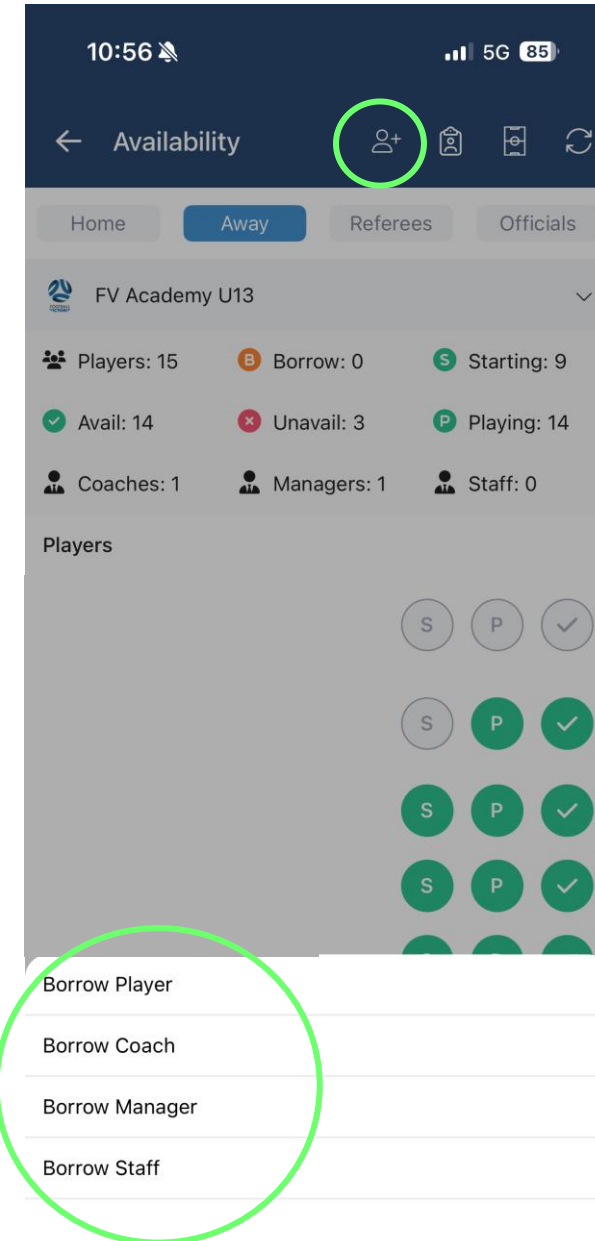 10:56 5G 85
Availability
Home Away Referees Officials
FV Academy U13
Players: 15 B Borrow: 0 S Starting: 9
Avail: 14 Unavail: 3 P Playing: 14
Coaches: 1 Managers: 1 Staff: 0
Players
S P
S P
S P
S P
Borrow Player
Borrow Coach
Borrow Manager
Borrow Staff